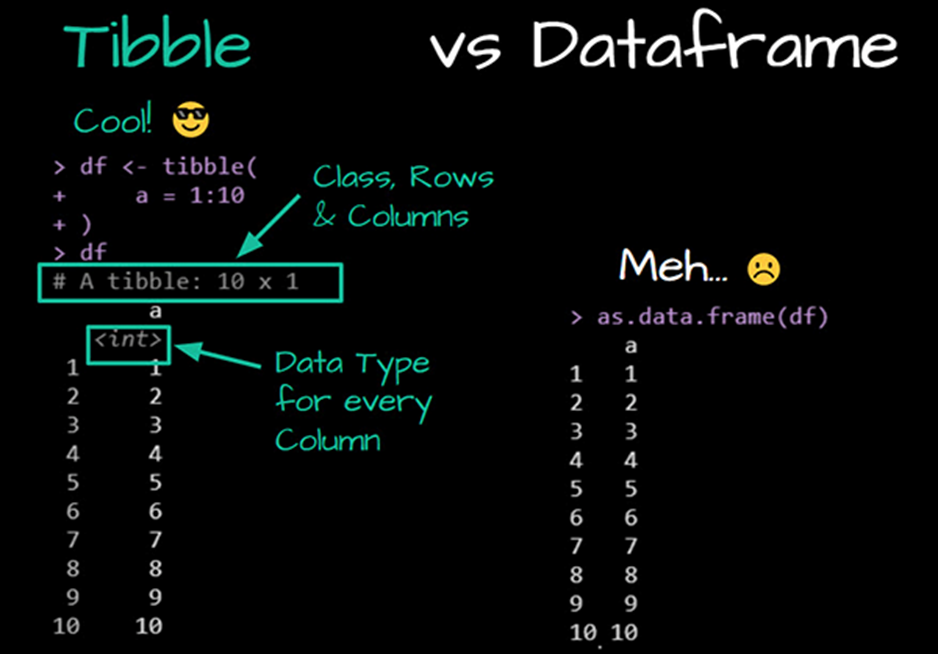 Tibble vs Dataframe
Cool! 😎
> df <- tibble(
+     a = 1:10
+ )
> df
# A tibble: 10 x 1
a
<int>
1 1
2 2
3 3
4 4
5 5
6 6
7 7
8 8
9 9
10 10
Class, Rows
& Columns
Data Type
for every
Column
Meh... ☹️
> as.data.frame(df)
a
1 1
2 2
3 3
4 4
5 5
6 6
7 7
8 8
9 9
10 10